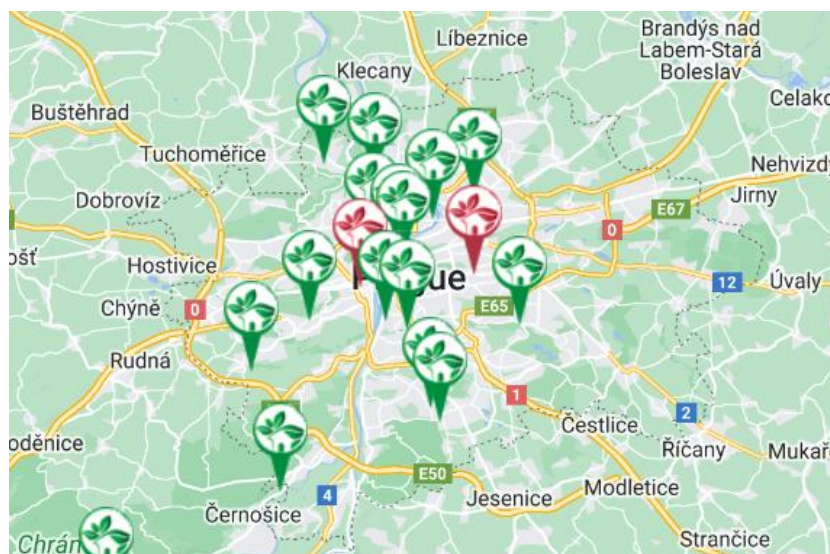 Brandýs nad
Labem-Stará
Boleslav
Líbeznice
Klecany
Buštěhrad
Celako
Tuchoměřice
Nehvizdy
Jirny
Dobrovíz
E67
0
ošť
Hostivice
12
Úvaly
Chýně
0
E65
Rudná
1
2
Čestlice
oděnice
Říčany
Mukař
E50
Modletice
4
Jesenice
Černošice
Strančice
Chrán